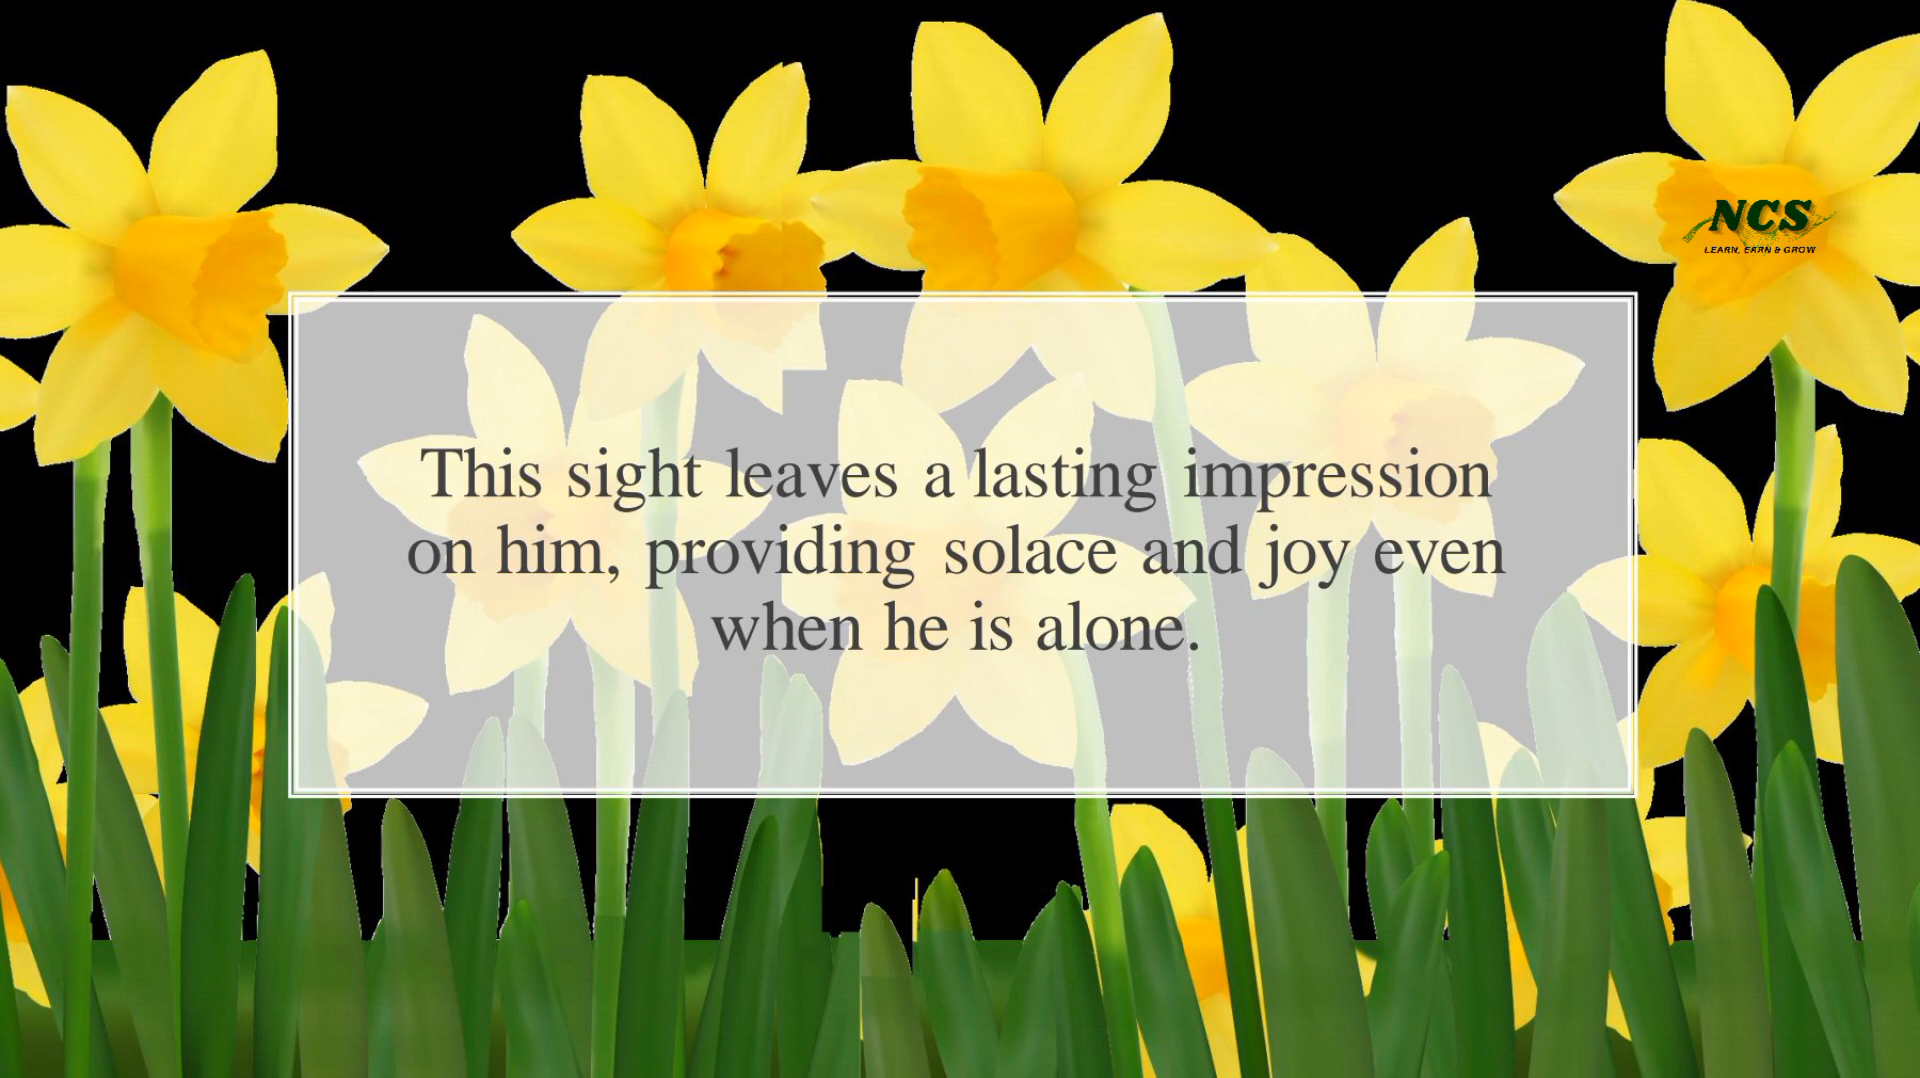 NCS
LEARN, EARN & GROW
This sight leaves a lasting impression
on him, providing solace and joy even
when he is alone.